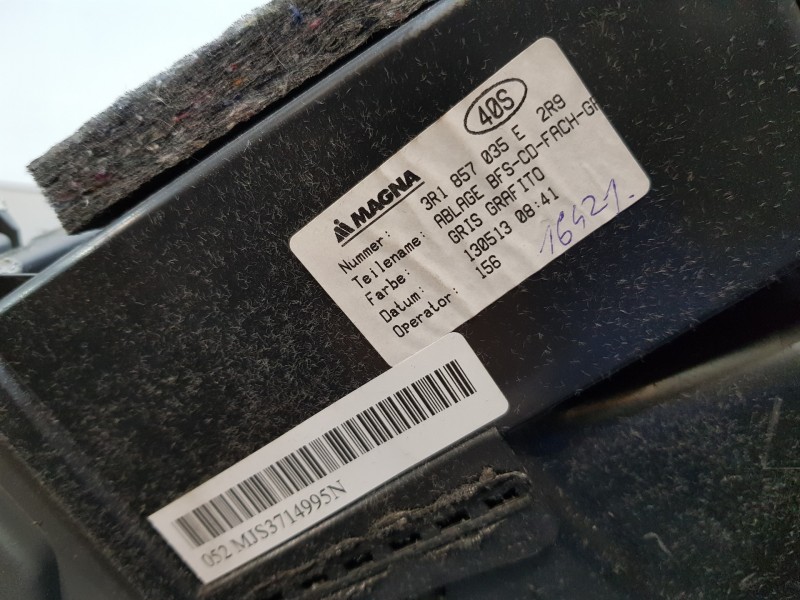 40S
MAGNA
Nummer: 3R1 857 035 E 2R9
Teilename: ABLAGE BFS-CD-FACH-GR
Farbe: GRIS GRAFITO
Datum: 130513 08:41
Operator: 156
16421
052 MJS3714995N